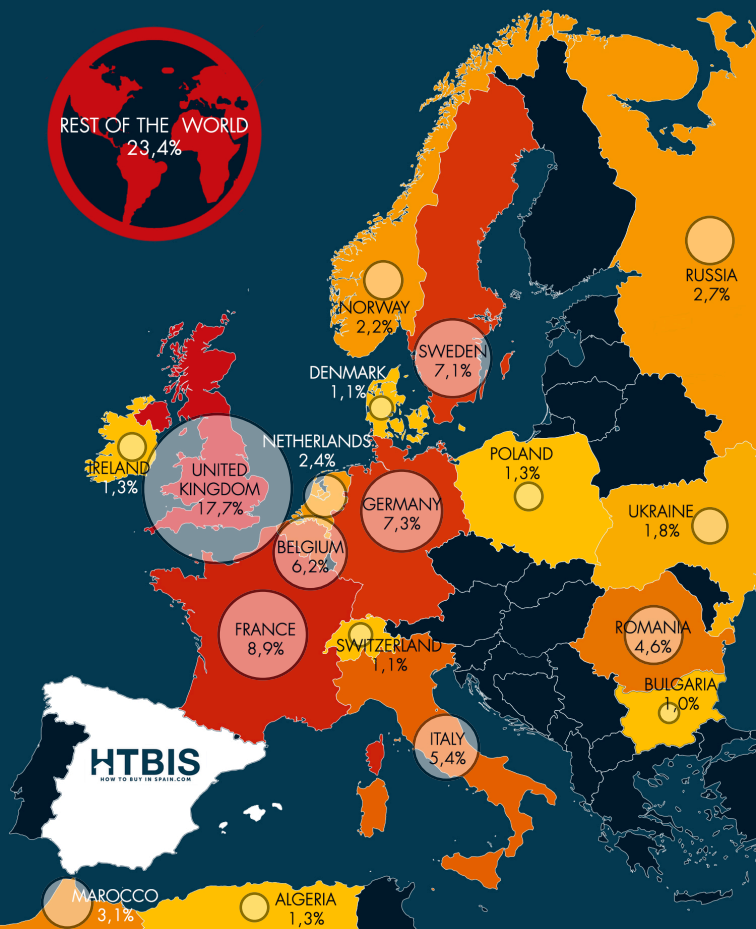 REST OF THE WORLD
23,4%
RUSSIA
2,7%
NORWAY
2,2%
SWEDEN
7,1%
DENMARK
1,1%
NETHERLANDS
2,4%
IRELAND
1,3%
UNITED
KINGDOM
17,7%
GERMANY
7,3%
POLAND
1,3%
UKRAINE
1,8%
BELGIUM
6,2%
FRANCE
8,9%
SWITZERLAND
1,1%
ROMANIA
4,6%
BULGARIA
1,0%
ITALY
5,4%
HTBIS
HOW TO BUY IN SPAIN.COM
MAROCCO
3,1%
ALGERIA
1,3%